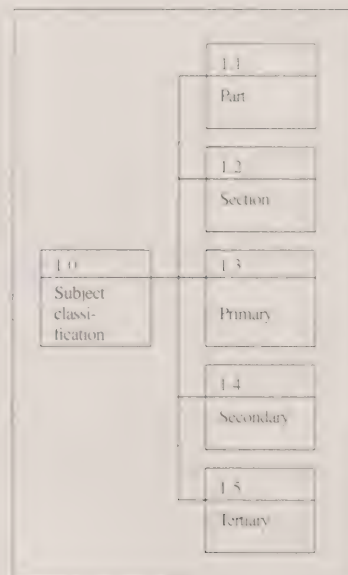 1.1
Part
1.2
Section
1.0
Subject
classi-
fication
1.3
Primary
1.4
Secondary
1.5
Tertiary